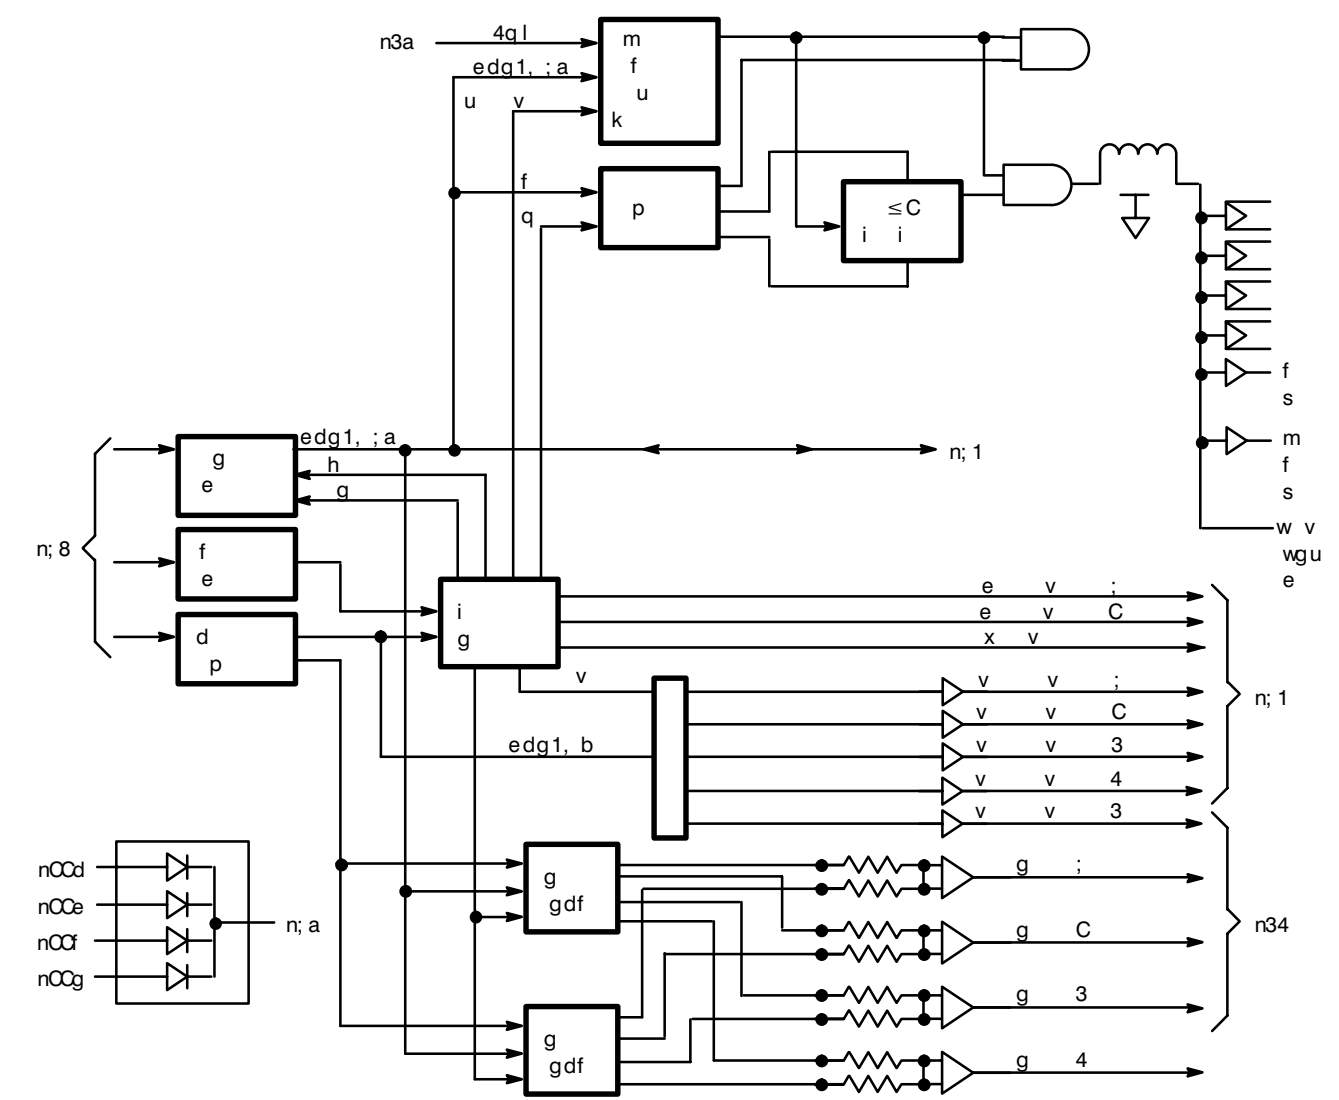 n3a
4q l
m
f
u
k
edg1, ; a
u v
f
q
p
≤ C
i i
f
s
m
f
s
w v
wgu
e
edg1, ; a
h
g
n; 1
g
e
n; 8
f
e
d
p
i
g
e v ;
e v C
x v
v
v v ;
v v C
v v 3
v v 4
v v 3
n; 1
edg1, b
g
gdf
g ;
g C
g 3
g 4
n34
g
gdf
nCCd
nCCe
nCCf
nCCg
n; a